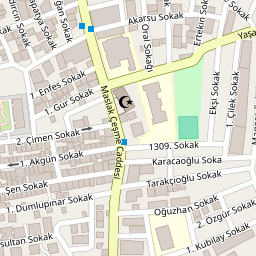 Akarsu Sokak
Oral Sokağı
Ertekin Sokak
1. Enfes Sokak
1. Gür Sokak
Maslak Çeşme Caddesi
Ekşi Sokak
1. Çilek Sokak
2. Çimen Sokak
1. Akgün Sokak
1309. Sokak
Karacaoğlu Soka
Şen Sokak
Tarakçıoğlu Sokak
1. Dumlupınar Sokak
Oğuzhan Sokak
2. Özgür Sokak
sultan Sokak
1. Kubilay Sokak